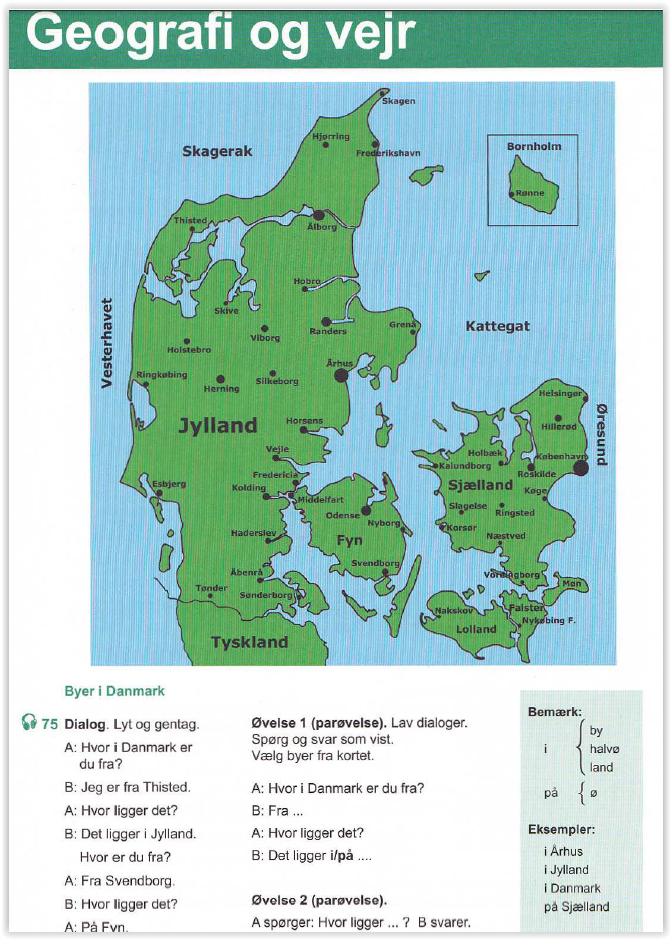 Geografi og vejr
Skagen
Hjørring
Skagerak
Frederikshavn
Bornholm
Rønne
Thisted
Ålborg
Hobro
Skive
Randers
Grenå
Viborg
Kattegat
Vesterhavet
Holstebro
Århus
Ringkøbing
Herning
Silkeborg
Helsingør
Øresund
Jylland
Horsens
Hillerød
Vejle
Holbæk
København
Kalundborg
Roskilde
Fredericia
Esbjerg
Kolding
Sjælland
Køge
Middelfart
Slagelse
Ringsted
Odense
Nyborg
Korsør
Haderslev
Fyn
Næstved
Svendborg
Åbenrå
Vordingborg
Møn
Tønder
Sønderborg
Nakskov
Falster
Nykøbing F.
Lolland
Tyskland
Byer i Danmark
75 Dialog. Lyt og gentag.
A: Hvor i Danmark er
du fra?
B: Jeg er fra Thisted.
A: Hvor ligger det?
B: Det ligger i Jylland.
Hvor er du fra?
A: Fra Svendborg.
B: Hvor ligger det?
A: På Fyn.
Øvelse 1 (parøvelse). Lav dialoger.
Spørg og svar som vist.
Vælg byer fra kortet.
A: Hvor i Danmark er du fra?
B: Fra ...
A: Hvor ligger det?
B: Det ligger i/på ....
Øvelse 2 (parøvelse).
A spørger: Hvor ligger ... ? B svarer.
Bemærk:
by
i halvø
land
på ø
Eksempler:
i Århus
i Jylland
i Danmark
på Sjælland